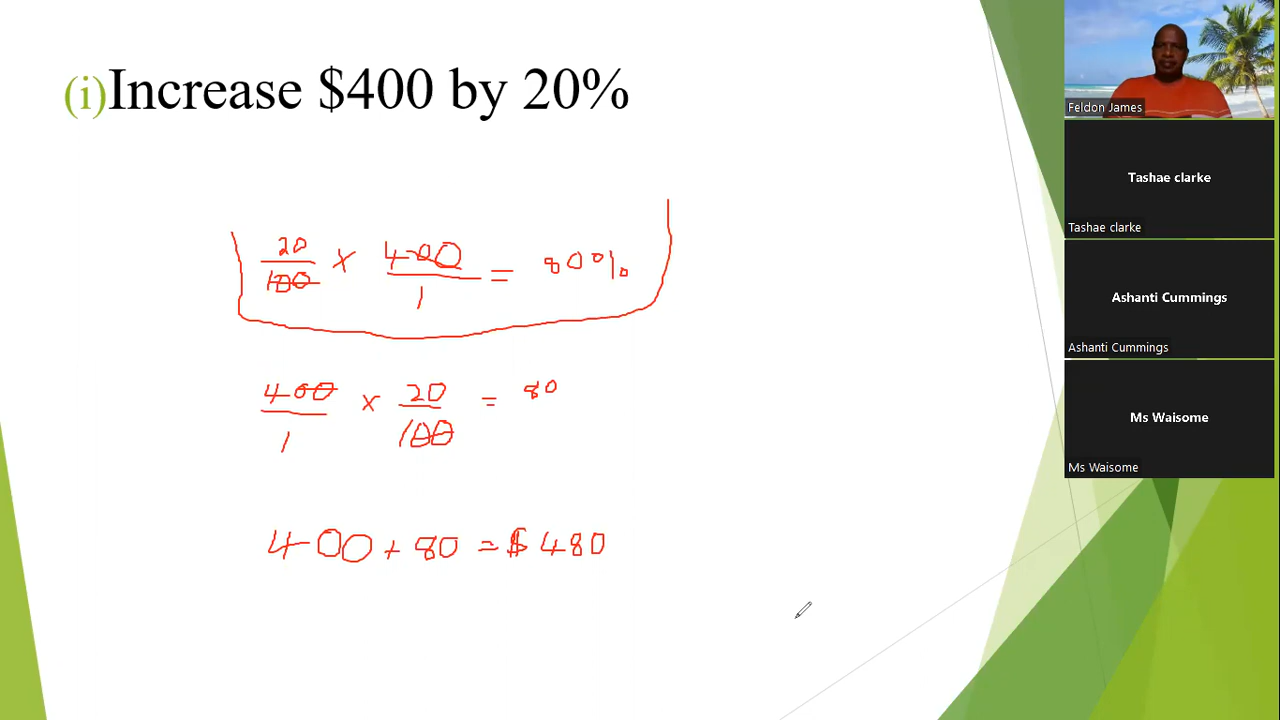 (i)Increase $400 by 20%
20/100 × 400/1 = 80%
400/1 × 20/100 = 80
400 + 80 = $480
Feldon James
Tashae clarke
Tashae clarke
Ashanti Cummings
Ashanti Cummings
Ms Waisome
Ms Waisome